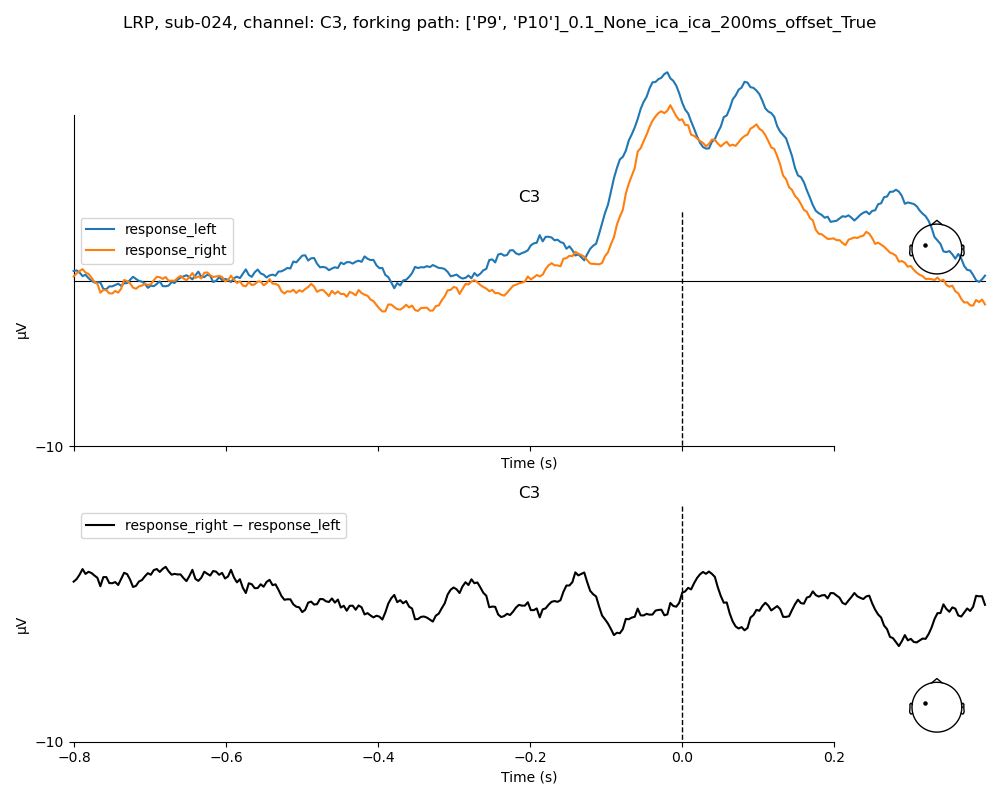 LRP, sub-024, channel: C3, forking path: ['P9', 'P10']_0.1_None_ica_ica_200ms_offset_True
C3
response_left
response_right
µV
−10
Time (s)
C3
response_right − response_left
µV
−10
−0.8 −0.6 −0.4 −0.2 0.0 0.2
Time (s)